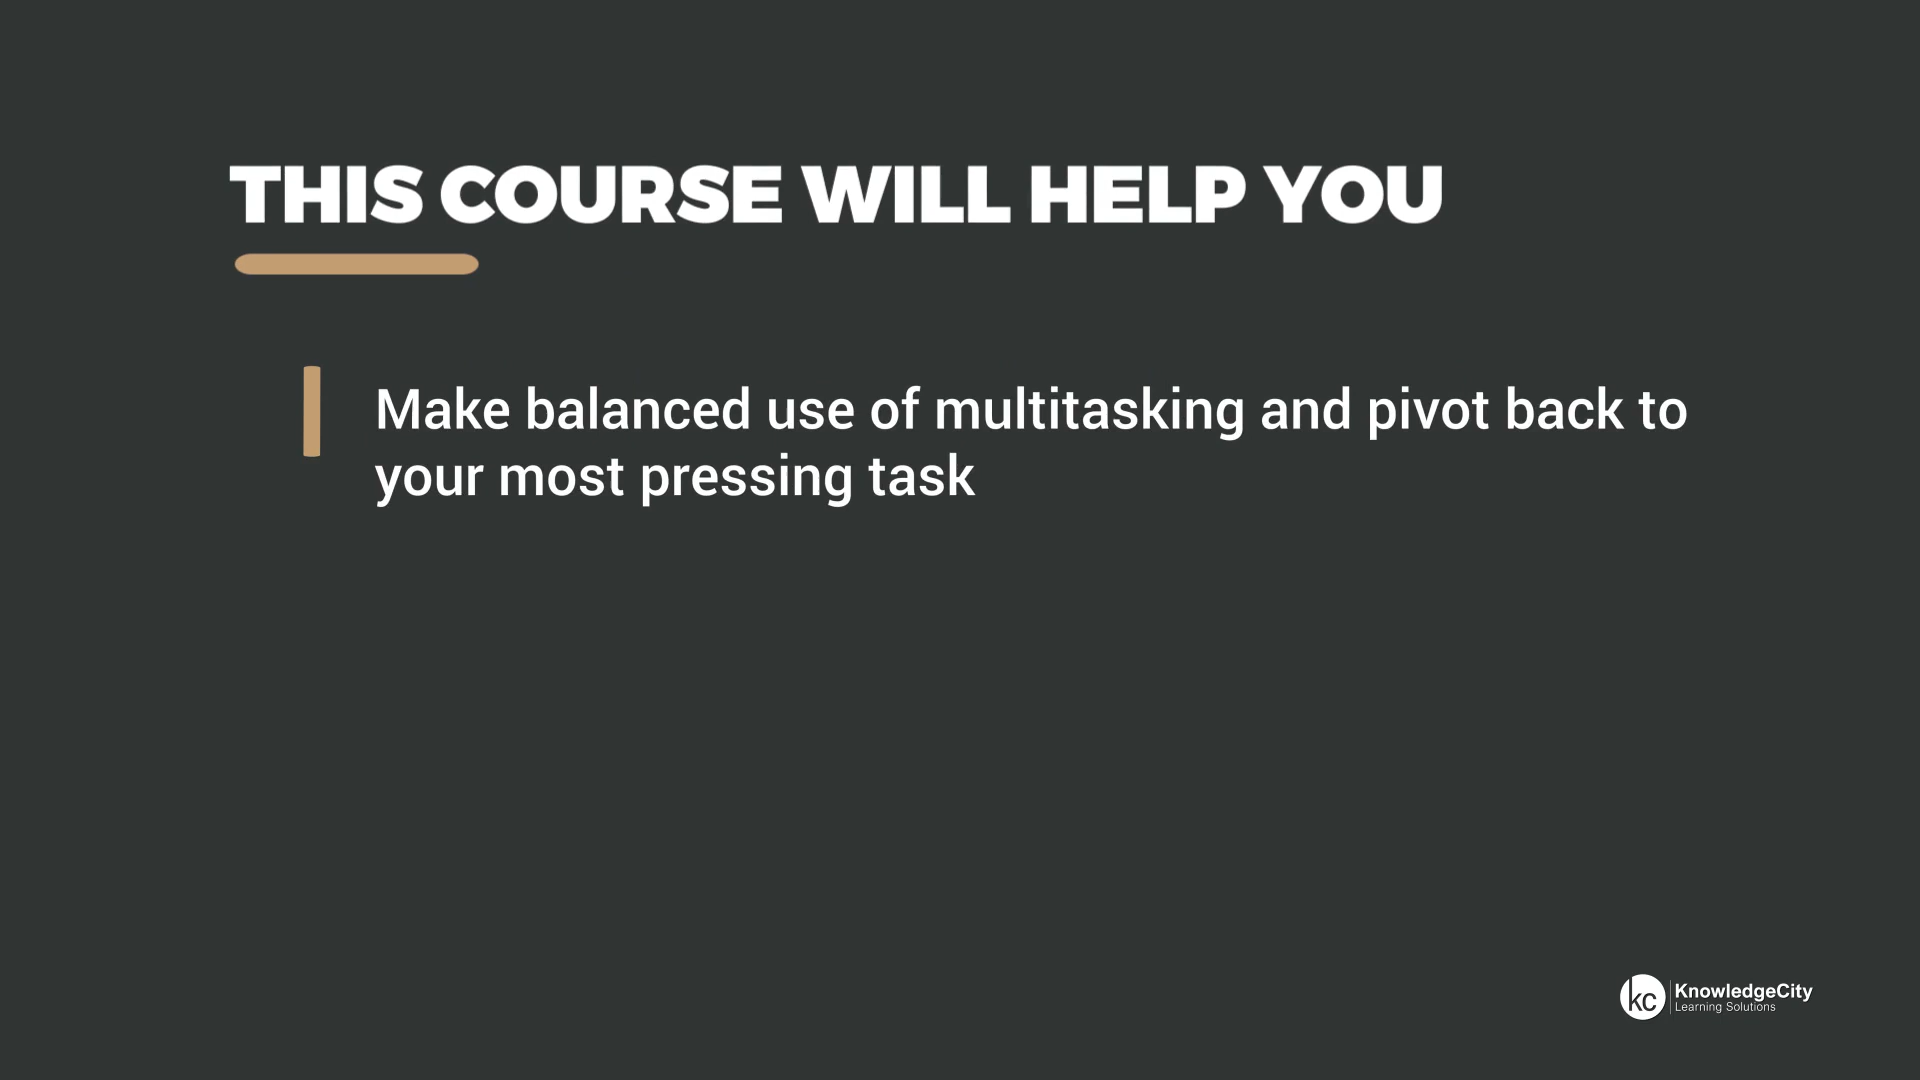 THIS COURSE WILL HELP YOU
Make balanced use of multitasking and pivot back to
your most pressing task
kc
KnowledgeCity
Learning Solutions